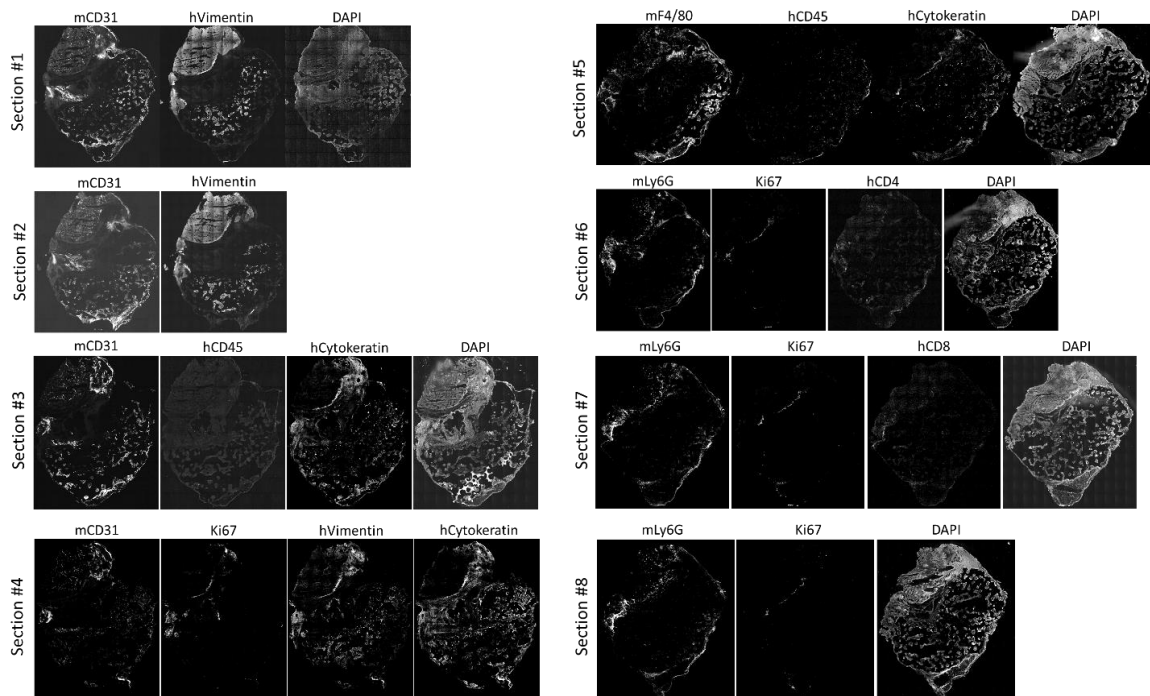 mCD31 hVimentin DAPI
Section #1
mCD31 hVimentin
Section #2
mCD31 hCD45 hCytokeratin DAPI
Section #3
mCD31 Ki67 hVimentin hCytokeratin
Section #4
mF4/80 hCD45 hCytokeratin DAPI
Section #5
mLy6G Ki67 hCD4 DAPI
Section #6
mLy6G Ki67 hCD8 DAPI
Section #7
mLy6G Ki67 DAPI
Section #8